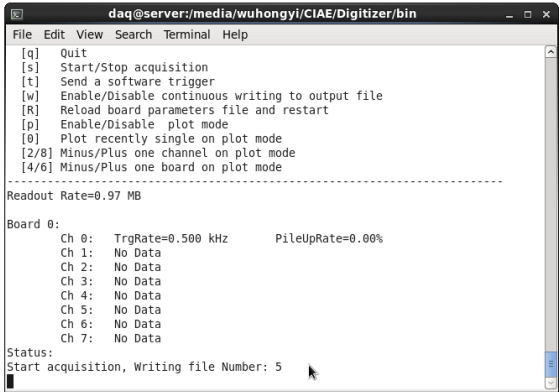 daq@server:/media/wuhongyi/CIAE/Digitizer/bin
File Edit View Search Terminal Help
[q] Quit
[s] Start/Stop acquisition
[t] Send a software trigger
[w] Enable/Disable continuous writing to output file
[R] Reload board parameters file and restart
[p] Enable/Disable  plot mode
[0] Plot recently single on plot mode
[2/8] Minus/Plus one channel on plot mode
[4/6] Minus/Plus one board on plot mode
--------------------------------------------------------------------------
Readout Rate=0.97 MB
Board 0:
Ch 0: TrgRate=0.500 kHz PileUpRate=0.00%
Ch 1: No Data
Ch 2: No Data
Ch 3: No Data
Ch 4: No Data
Ch 5: No Data
Ch 6: No Data
Ch 7: No Data
Status:
Start acquisition, Writing file Number: 5